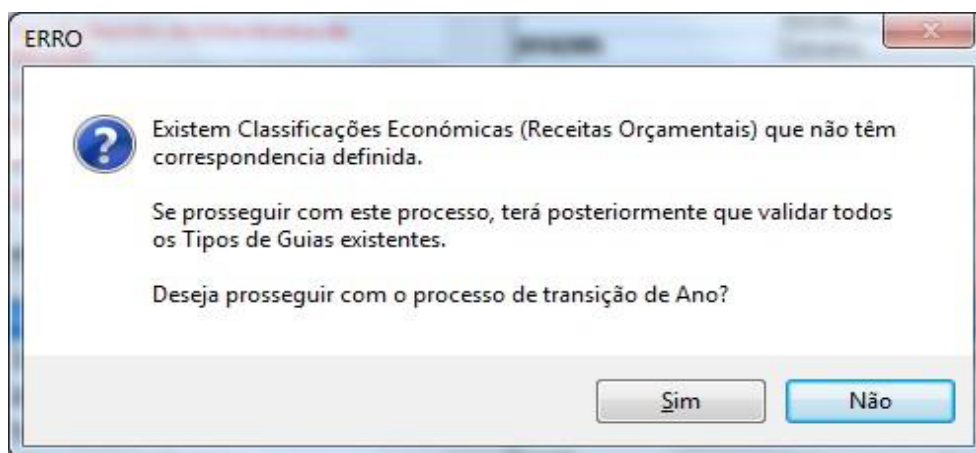 ERRO
Existem Classificações Económicas (Receitas Orçamentais) que não têm
correspondencia definida.
Se prosseguir com este processo, terá posteriormente que validar todos
os Tipos de Guias existentes.
Deseja prosseguir com o processo de transição de Ano?
Sim
Não